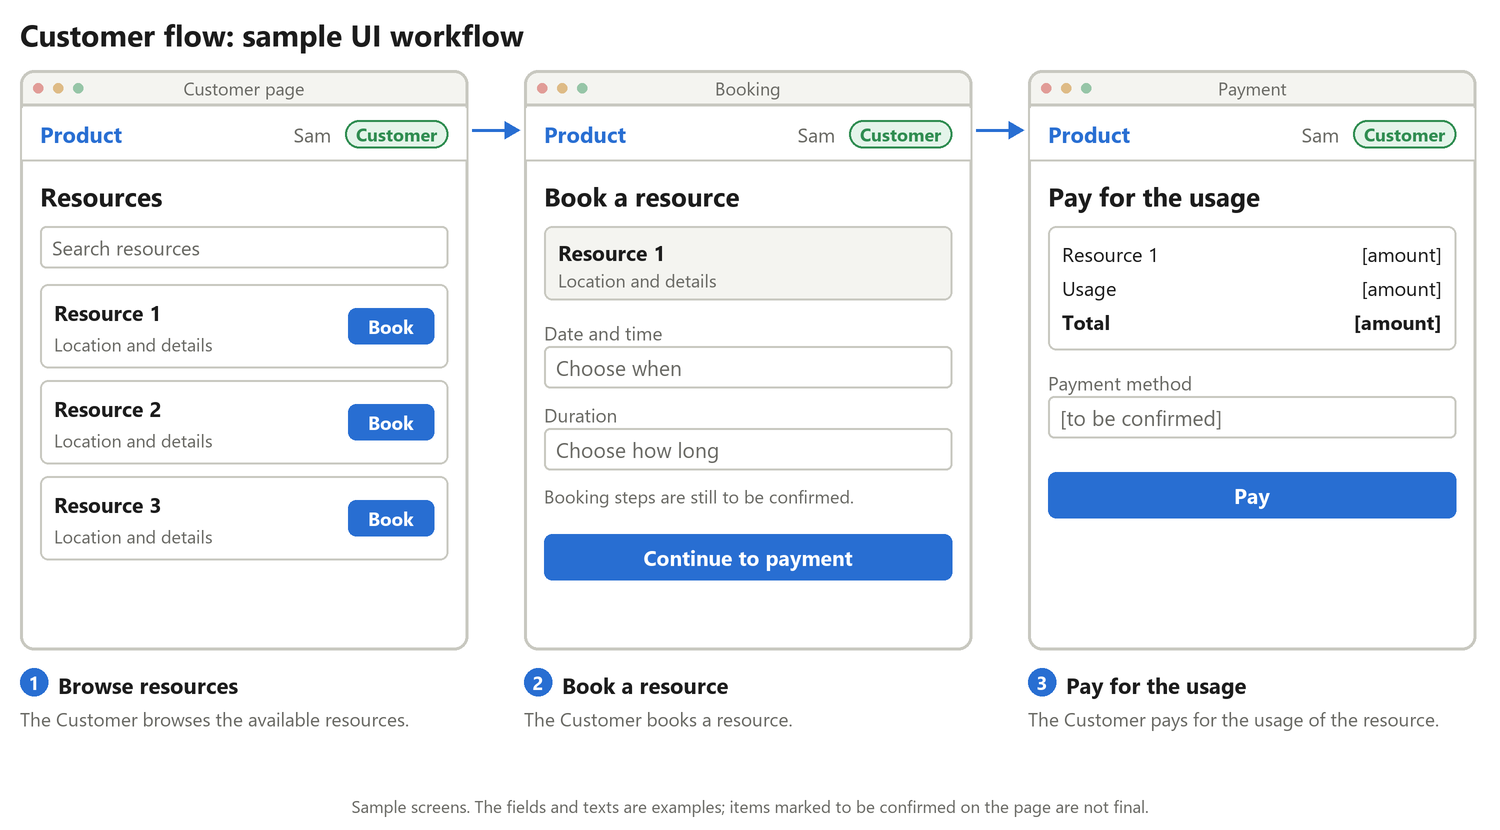 Customer flow: sample UI workflow
Customer page
Product
Sam
Customer
Resources
Search resources
Resource 1
Location and details
Book
Resource 2
Location and details
Book
Resource 3
Location and details
Book
1 Browse resources
The Customer browses the available resources.
Booking
Product
Sam
Customer
Book a resource
Resource 1
Location and details
Date and time
Choose when
Duration
Choose how long
Booking steps are still to be confirmed.
Continue to payment
2 Book a resource
The Customer books a resource.
Payment
Product
Sam
Customer
Pay for the usage
Resource 1 [amount]
Usage [amount]
Total [amount]
Payment method
[to be confirmed]
Pay
3 Pay for the usage
The Customer pays for the usage of the resource.
Sample screens. The fields and texts are examples; items marked to be confirmed on the page are not final.